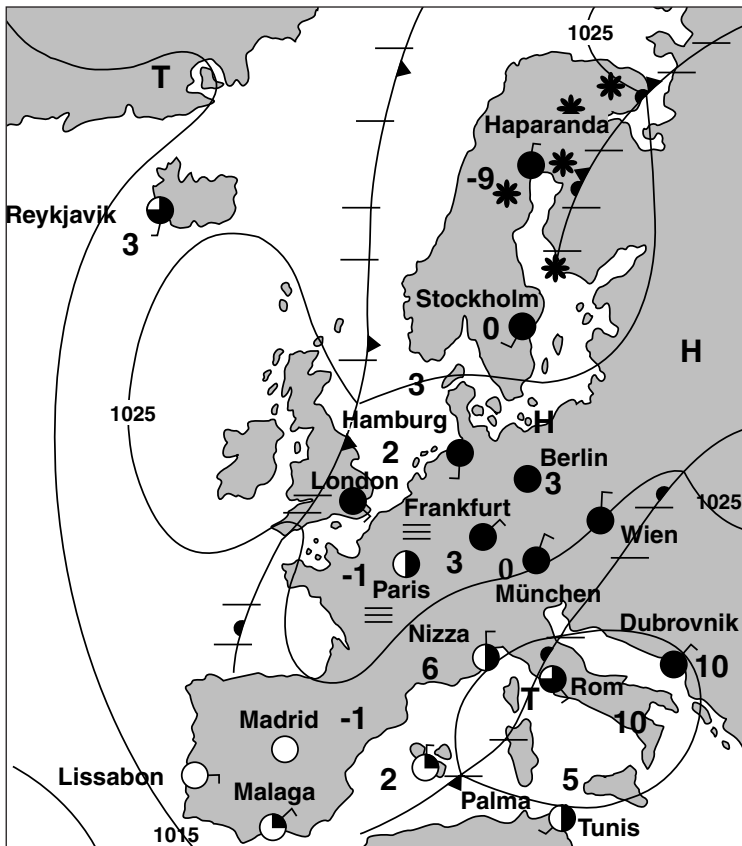 1025
T
Haparanda
-9
Reykjavik
3
Stockholm
0
H
3
1025
Hamburg
H
2
Berlin
3
London
Frankfurt
1025
3
Wien
-1
Paris
0
München
Nizza
Dubrovnik
6
10
Rom
T
Madrid
-1
10
Lissabon
2
5
Malaga
Palma
1015
Tunis